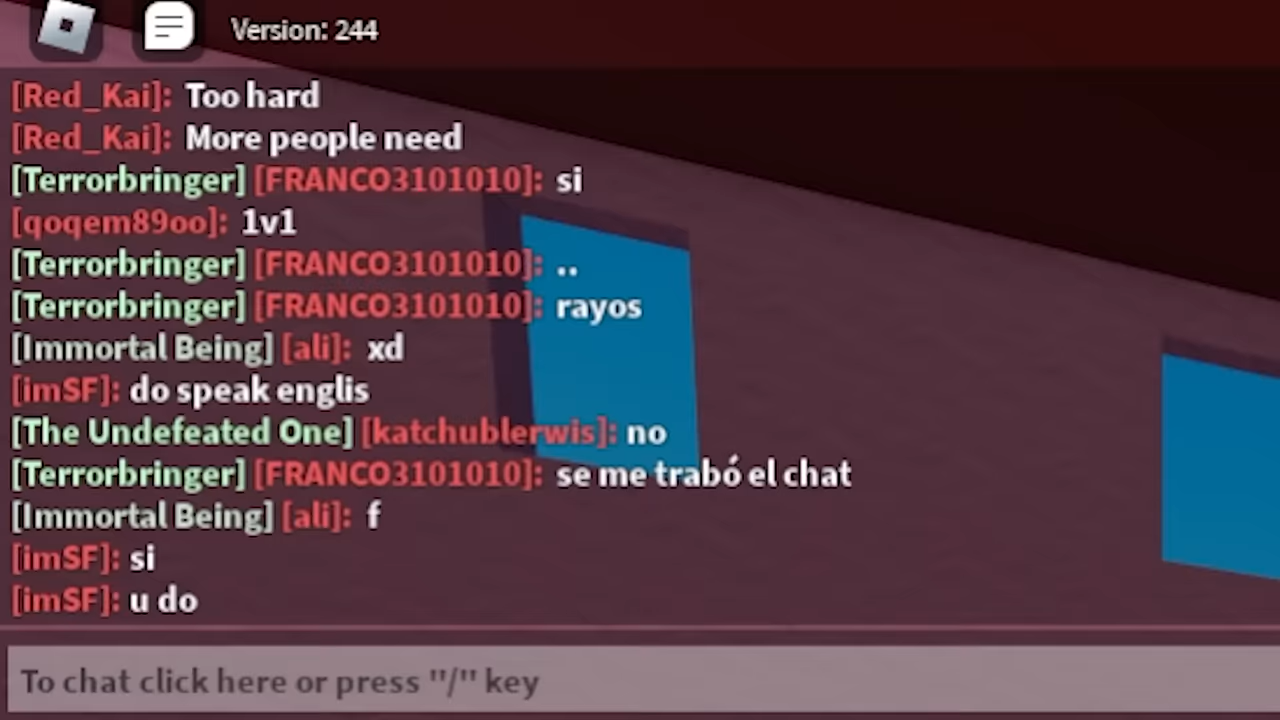 Version: 244
[Red_Kai]: Too hard
[Red_Kai]: More people need
[Terrorbringer] [FRANCO3101010]: si
[qoqem89oo]: 1v1
[Terrorbringer] [FRANCO3101010]: ..
[Terrorbringer] [FRANCO3101010]: rayos
[Immortal Being] [ali]: xd
[imSF]: do speak englis
[The Undefeated One] [katchublerwis]: no
[Terrorbringer] [FRANCO3101010]: se me trabó el chat
[Immortal Being] [ali]: f
[imSF]: si
[imSF]: u do
To chat click here or press "/" key